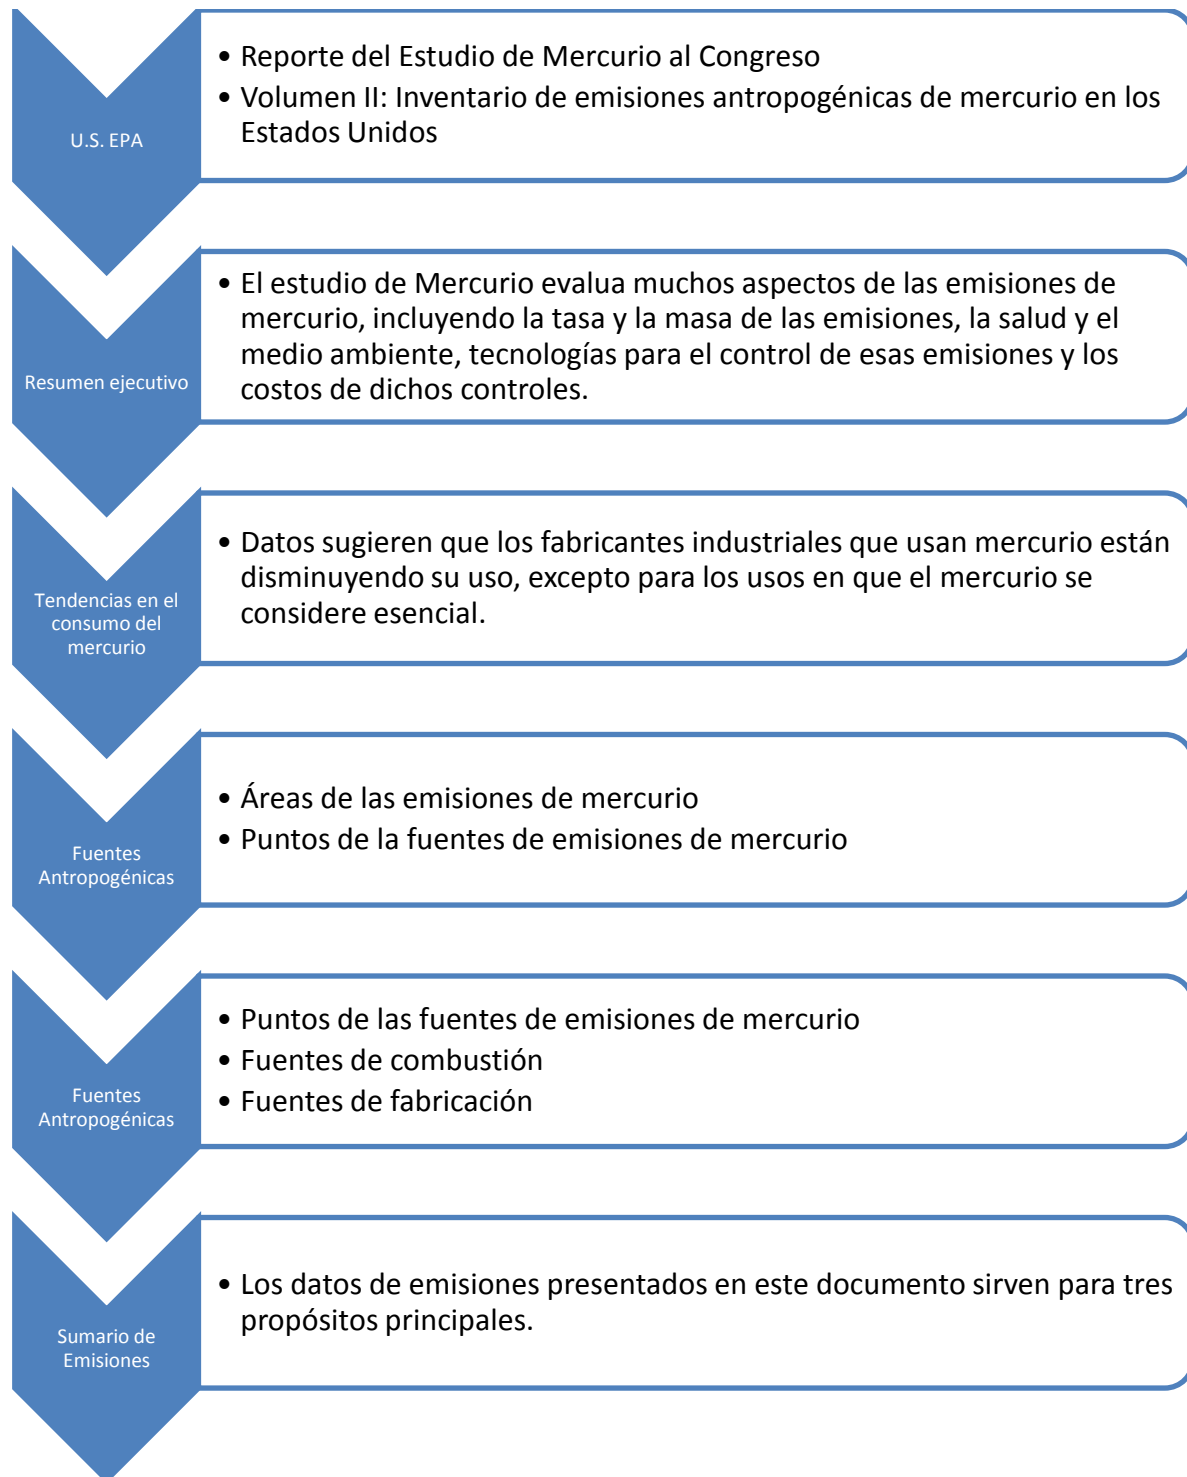 U.S. EPA
• Reporte del Estudio de Mercurio al Congreso
• Volumen II: Inventario de emisiones antropogénicas de mercurio en los
Estados Unidos
Resumen ejecutivo
• El estudio de Mercurio evalua muchos aspectos de las emisiones de
mercurio, incluyendo la tasa y la masa de las emisiones, la salud y el
medio ambiente, tecnologías para el control de esas emisiones y los
costos de dichos controles.
Tendencias en el
consumo del
mercurio
• Datos sugieren que los fabricantes industriales que usan mercurio están
disminuyendo su uso, excepto para los usos en que el mercurio se
considere esencial.
Fuentes
Antropogénicas
• Áreas de las emisiones de mercurio
• Puntos de la fuentes de emisiones de mercurio
Fuentes
Antropogénicas
• Puntos de las fuentes de emisiones de mercurio
• Fuentes de combustión
• Fuentes de fabricación
Sumario de
Emisiones
• Los datos de emisiones presentados en este documento sirven para tres
propósitos principales.